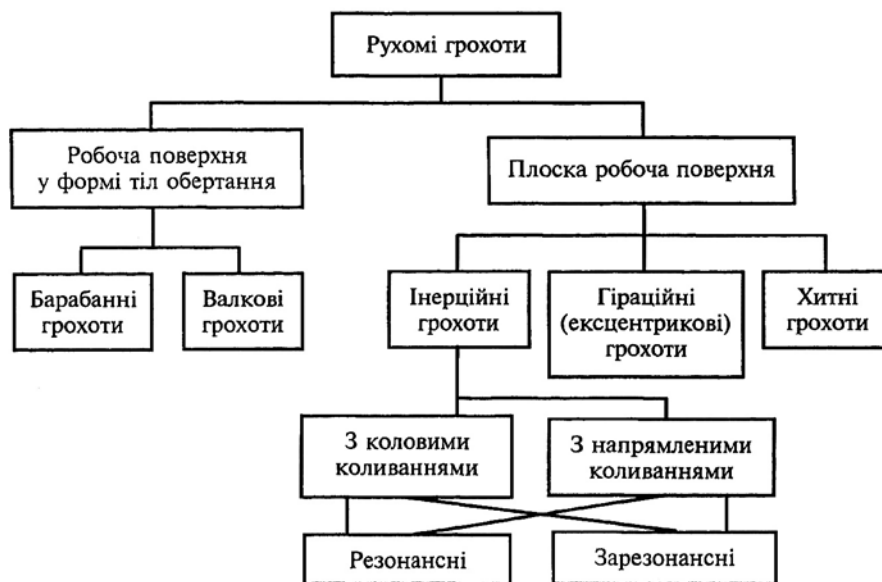 Рухомі грохоти
Робоча поверхня
у формі тіл обертання
Плоска робоча поверхня
Барабанні
грохоти
Валкові
грохоти
Інерційні
грохоти
Гіраційні
(ексцентрикові)
грохоти
Хитні
грохоти
З коловими
коливаннями
З напрямленими
коливаннями
Резонансні
Зарезонансні